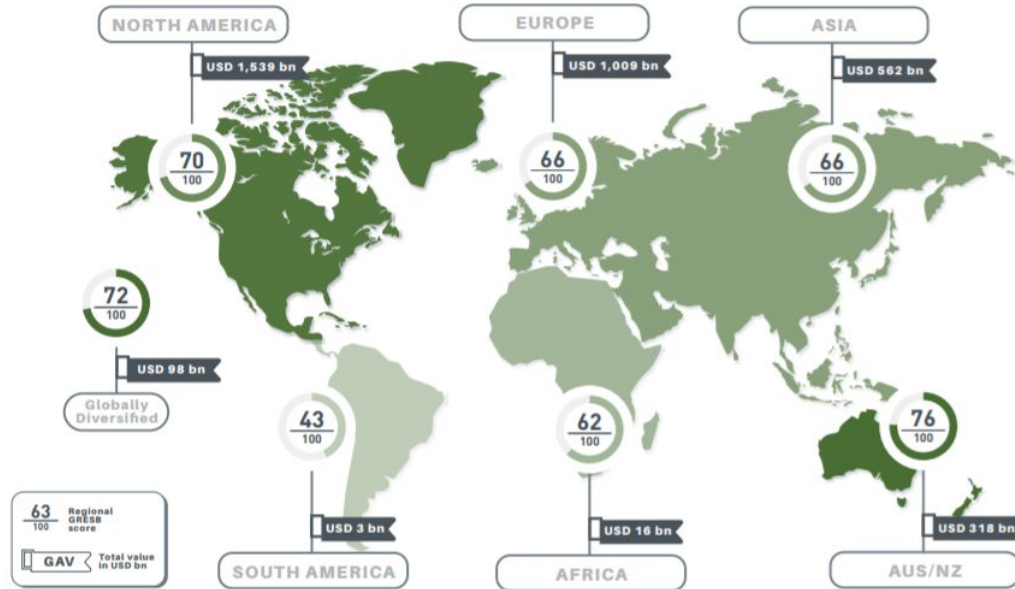 NORTH AMERICA
EUROPE
ASIA
USD 1,539 bn
USD 1,009 bn
USD 562 bn
70
100
66
100
66
100
72
100
USD 98 bn
Globally
Diversified
43
100
62
100
76
100
63
100
Regional
GRESB
score
GAV
Total value
in USD bn
USD 3 bn
USD 16 bn
USD 318 bn
SOUTH AMERICA
AFRICA
AUS/NZ